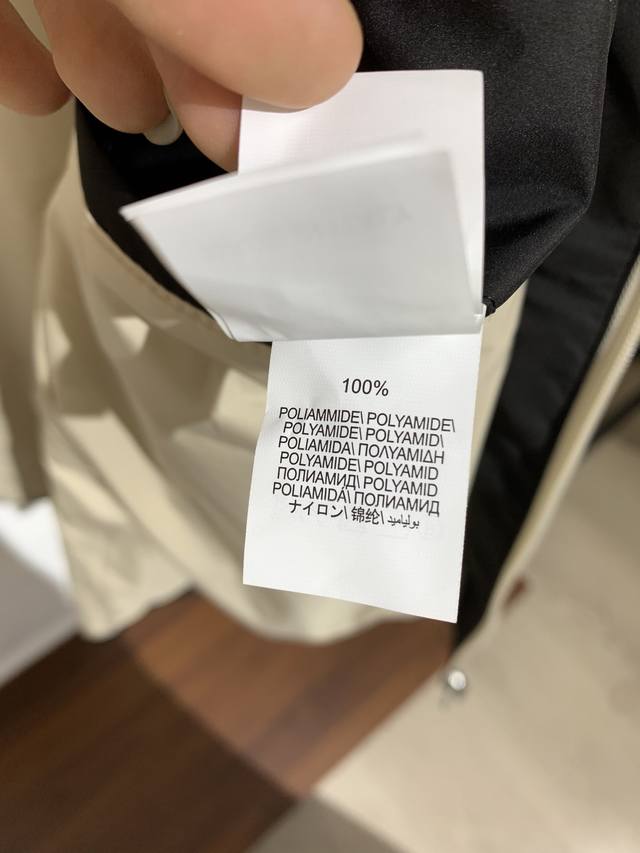 100%
POLIAMMIDE\ POLYAMIDE\
POLYAMIDE\ POLYAMID\
POLIAMIDA\ ΠΟΛΥΑΜΙΔΗ
POLYAMIDE\ POLYAMID
ПОЛИАМИД\ POLYAMID
POLIAMIDÁ\ ПОЛИАМИД
ナイロン\ 锦纶\ بولياميد